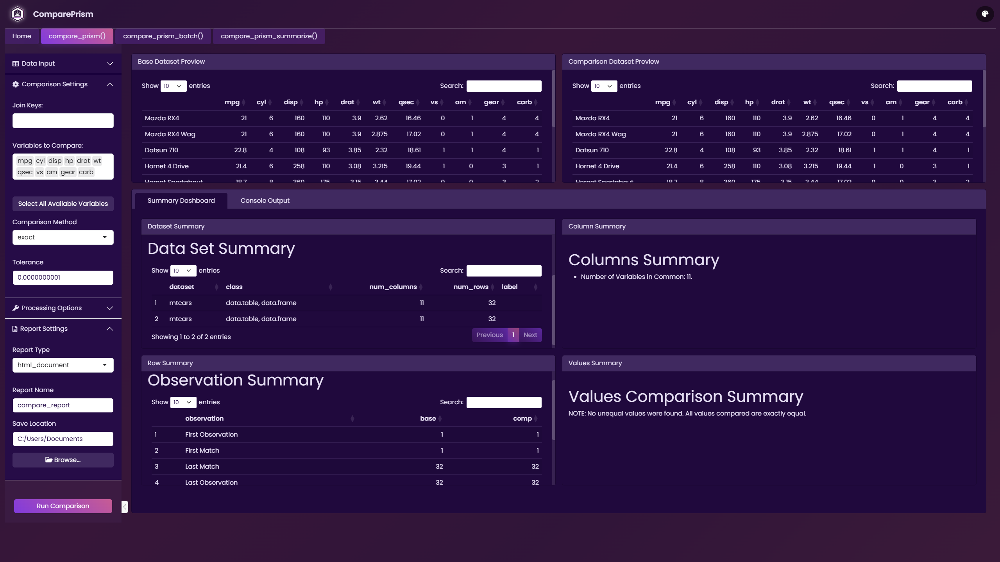 ComparePrism
Home
compare_prism()
compare_prism_batch()
compare_prism_summarize()
Data Input
Comparison Settings
Join Keys:
Variables to Compare:
mpg cyl disp hp drat wt
qsec vs am gear carb
Select All Available Variables
Comparison Method
exact
Tolerance
0.0000000001
Processing Options
Report Settings
Report Type
html_document
Report Name
compare_report
Save Location
C:/Users/Documents
Browse...
Run Comparison
Base Dataset Preview
Show 10 entries Search:
mpg cyl disp hp drat wt qsec vs am gear carb
Mazda RX4 21 6 160 110 3.9 2.62 16.46 0 1 4 4
Mazda RX4 Wag 21 6 160 110 3.9 2.875 17.02 0 1 4 4
Datsun 710 22.8 4 108 93 3.85 2.32 18.61 1 1 4 1
Hornet 4 Drive 21.4 6 258 110 3.08 3.215 19.44 1 0 3 1
Hornet Sportabout 18.7 8 360 175 3.15 3.44 17.02 0 0 3 2
Comparison Dataset Preview
Show 10 entries Search:
mpg cyl disp hp drat wt qsec vs am gear carb
Mazda RX4 21 6 160 110 3.9 2.62 16.46 0 1 4 4
Mazda RX4 Wag 21 6 160 110 3.9 2.875 17.02 0 1 4 4
Datsun 710 22.8 4 108 93 3.85 2.32 18.61 1 1 4 1
Hornet 4 Drive 21.4 6 258 110 3.08 3.215 19.44 1 0 3 1
Hornet Sportabout 18.7 8 360 175 3.15 3.44 17.02 0 0 3 2
Summary Dashboard
Console Output
Dataset Summary
Data Set Summary
Show 10 entries Search:
dataset class num_columns num_rows label
1 mtcars data.table, data.frame 11 32
2 mtcars data.table, data.frame 11 32
Showing 1 to 2 of 2 entries
Previous 1 Next
Column Summary
Columns Summary
• Number of Variables in Common: 11.
Row Summary
Observation Summary
Show 10 entries Search:
observation base comp
1 First Observation 1 1
2 First Match 1 1
3 Last Match 32 32
4 Last Observation 32 32
Values Summary
Values Comparison Summary
NOTE: No unequal values were found. All values compared are exactly equal.